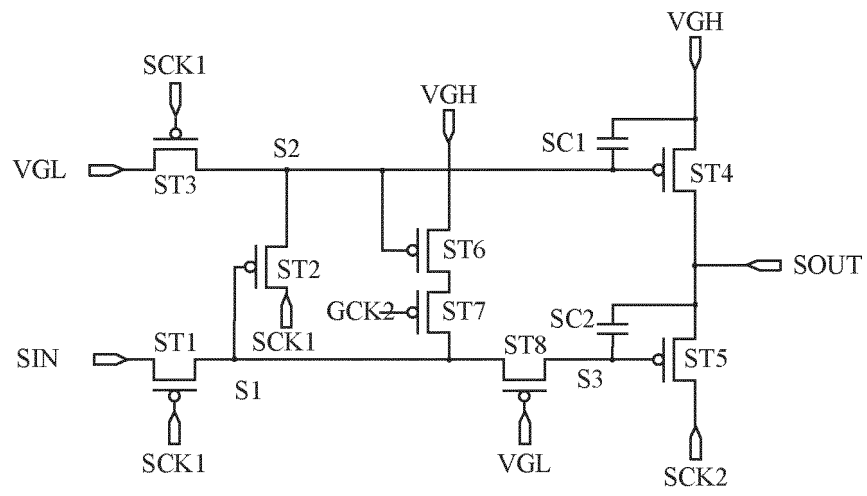 VGH
SCK1
VGH
S2
SC1
VGL
ST3
ST4
ST6
ST2
SOUT
GCK2
ST7
SC2
SCK1
ST1
ST8
ST5
SIN
S1
S3
SCK1
VGL
SCK2